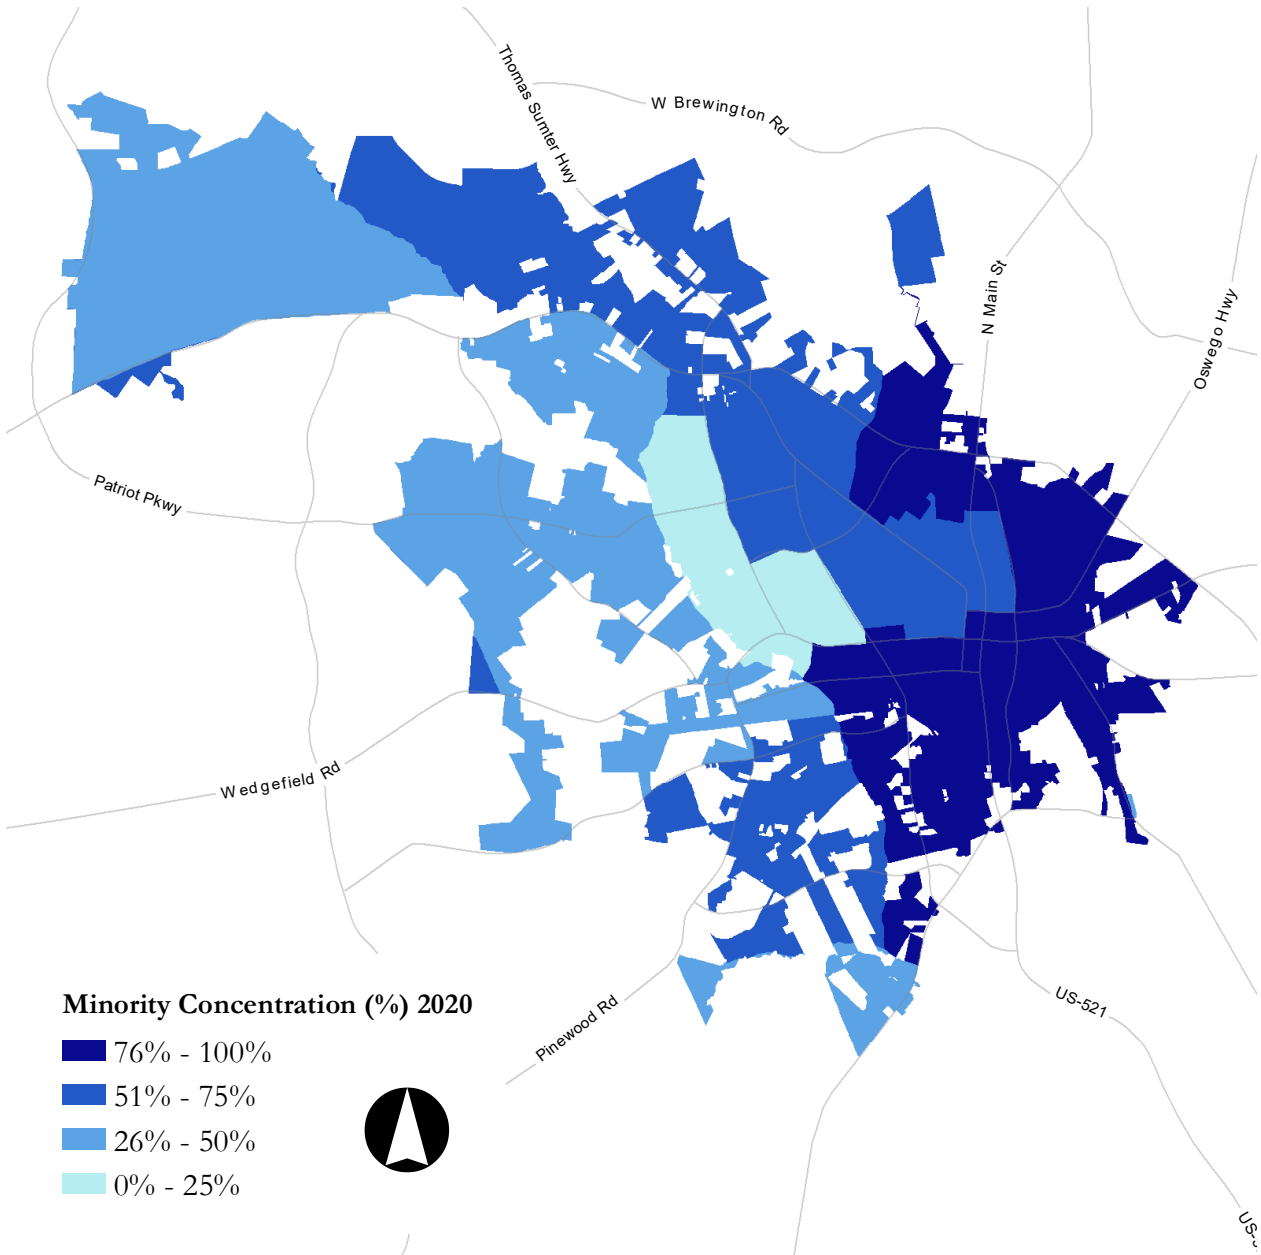 Thomas Sumter Hwy
W Brewington Rd
N Main St
Oswego Hwy
Patriot Pkwy
Wedgefield Rd
Pinewood Rd
US-521
Minority Concentration (%) 2020
76% - 100%
51% - 75%
26% - 50%
0% - 25%